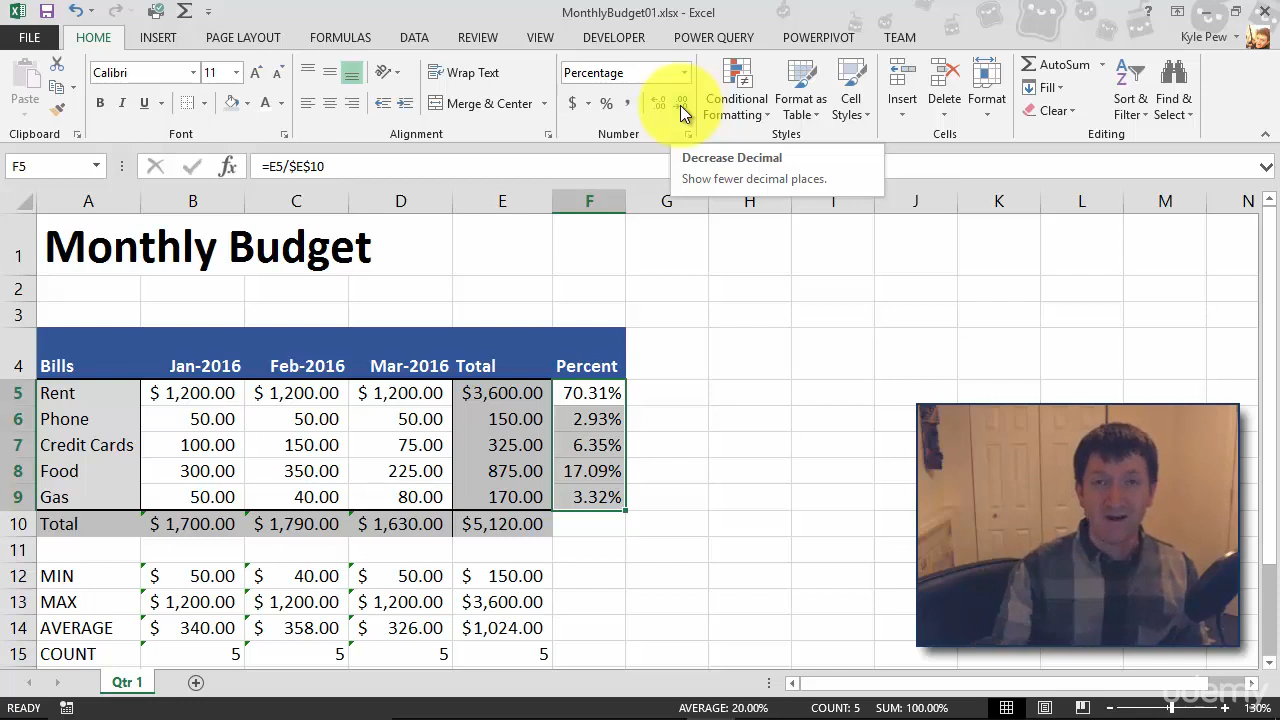 MonthlyBudget01.xlsx - Excel
FILE HOME INSERT PAGE LAYOUT FORMULAS DATA REVIEW VIEW DEVELOPER POWER QUERY POWERPIVOT TEAM Kyle Pew
Calibri 11 Wrap Text Percentage AutoSum
Paste B I U Merge & Center $ % , Conditional Formatting Format as Table Cell Styles Insert Delete Format Fill Clear Sort & Filter Find & Select
Clipboard Font Alignment Number Styles Cells Editing
F5 fx =E5/$E$10
Decrease Decimal
Show fewer decimal places.
A B C D E F G H I J K L M N
1 Monthly Budget
2
3
4 Bills Jan-2016 Feb-2016 Mar-2016 Total Percent
5 Rent $ 1,200.00 $ 1,200.00 $ 1,200.00 $3,600.00 70.31%
6 Phone 50.00 50.00 50.00 150.00 2.93%
7 Credit Cards 100.00 150.00 75.00 325.00 6.35%
8 Food 300.00 350.00 225.00 875.00 17.09%
9 Gas 50.00 40.00 80.00 170.00 3.32%
10 Total $ 1,700.00 $ 1,790.00 $ 1,630.00 $5,120.00
11
12 MIN $ 50.00 $ 40.00 $ 50.00 $ 150.00
13 MAX $ 1,200.00 $ 1,200.00 $ 1,200.00 $3,600.00
14 AVERAGE $ 340.00 $ 358.00 $ 326.00 $1,024.00
15 COUNT 5 5 5 5
Qtr 1
udemy
READY AVERAGE: 20.00% COUNT: 5 SUM: 100.00% 130%